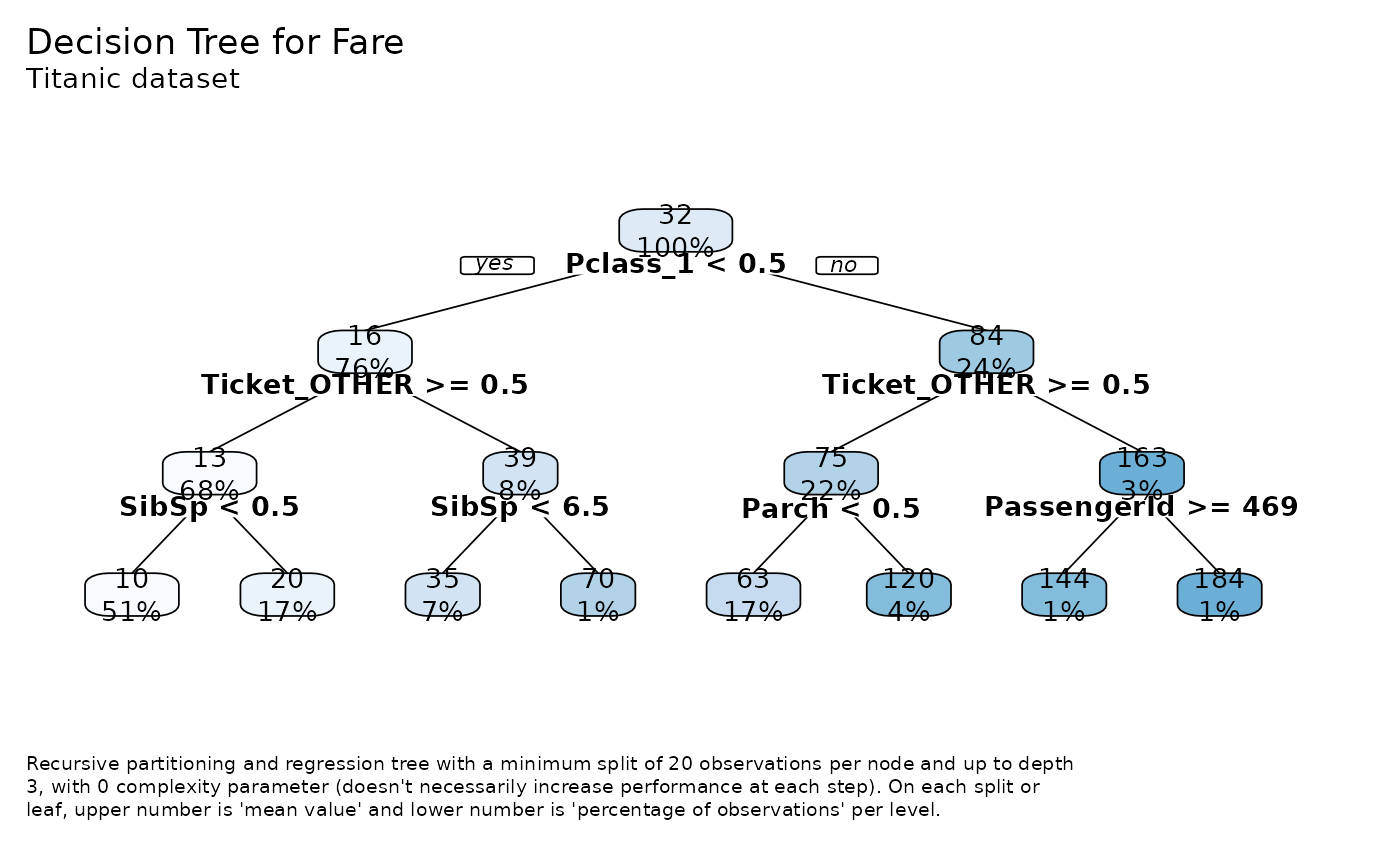 Decision Tree for Fare
Titanic dataset
32
100%
yes
Pclass_1 < 0.5
no
16
76%
84
24%
Ticket_OTHER >= 0.5
Ticket_OTHER >= 0.5
13
68%
39
8%
75
22%
163
3%
SibSp < 0.5
SibSp < 6.5
Parch < 0.5
PassengerId >= 469
10
51%
20
17%
35
7%
70
1%
63
17%
120
4%
144
1%
184
1%
Recursive partitioning and regression tree with a minimum split of 20 observations per node and up to depth
3, with 0 complexity parameter (doesn't necessarily increase performance at each step). On each split or
leaf, upper number is 'mean value' and lower number is 'percentage of observations' per level.